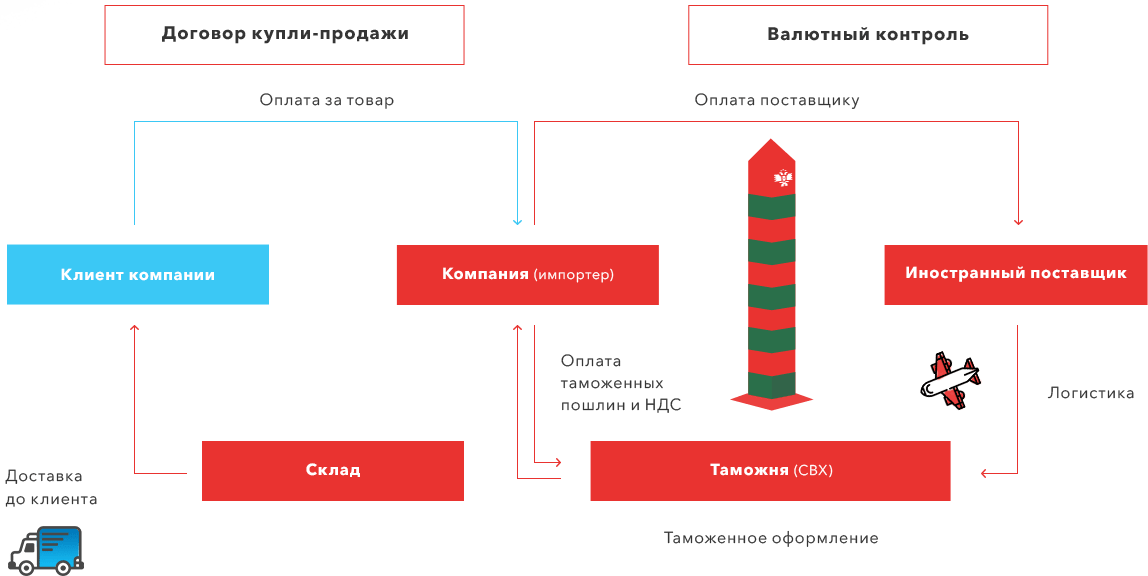 Договор купли-продажи
Валютный контроль
Оплата за товар
Оплата поставщику
Клиент компании
Компания (импортер)
Иностранный поставщик
Оплата
таможенных
пошлин и НДС
Логистика
Склад
Таможня (СВХ)
Доставка
до клиента
Таможенное оформление